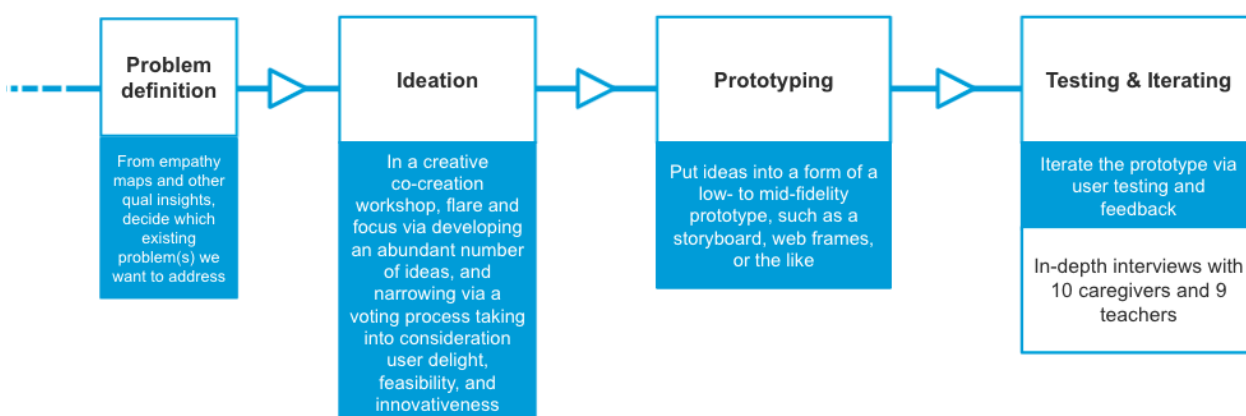 Problem
definition
From empathy
maps and other
qual insights,
decide which
existing
problem(s) we
want to address
Ideation
In a creative
co-creation
workshop, flare and
focus via developing
an abundant number
of ideas, and
narrowing via a
voting process taking
into consideration
user delight,
feasibility, and
innovativeness
Prototyping
Put ideas into a form of a
low- to mid-fidelity
prototype, such as a
storyboard, web frames,
or the like
Testing & Iterating
Iterate the prototype via
user testing and
feedback
In-depth interviews with
10 caregivers and 9
teachers